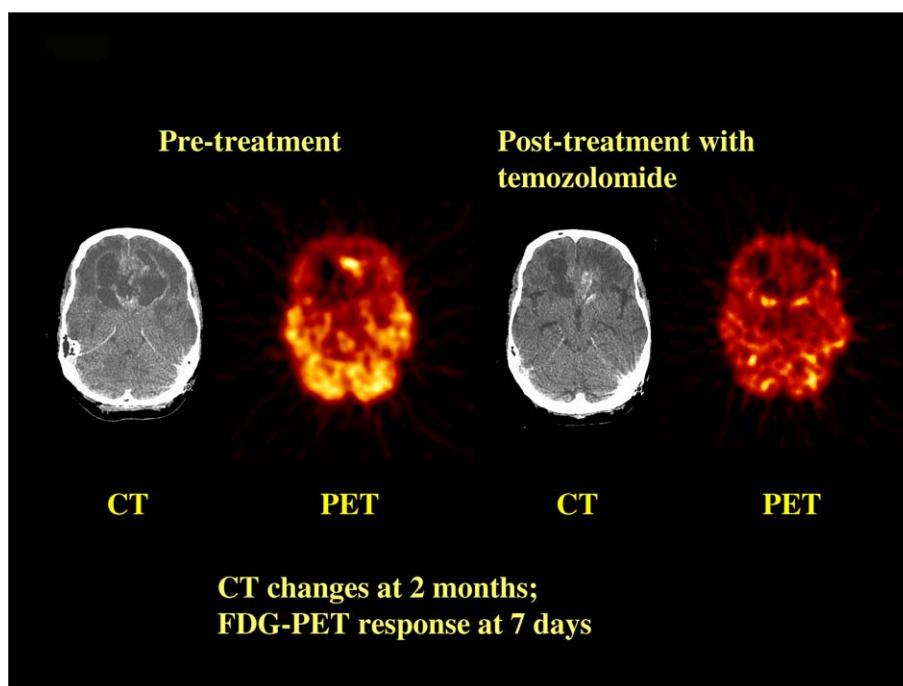 Pre-treatment
Post-treatment with
temozolomide
CT
PET
CT
PET
CT changes at 2 months;
FDG-PET response at 7 days